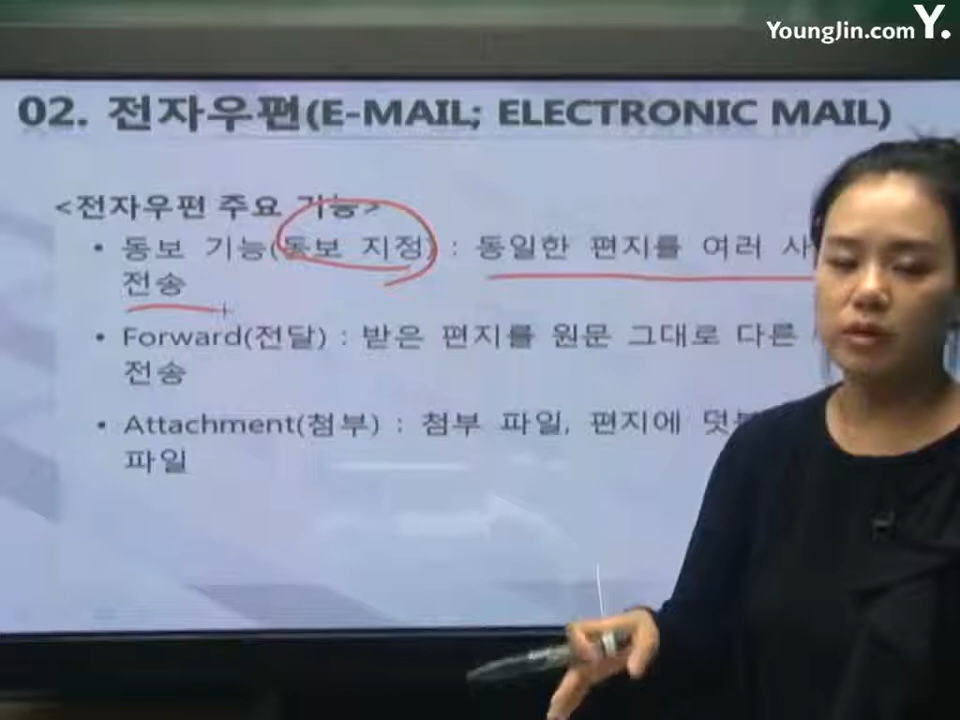 YoungJin.com Y.
02. 전자우편(E-MAIL; ELECTRONIC MAIL)
<전자우편 주요 기능>
• 동보 기능(동보 지정) : 동일한 편지를 여러
전송
• Forward(전달) : 받은 편지를 원문 그대로 다른
전송
• Attachment(첨부) : 첨부 파일, 편지에
파일